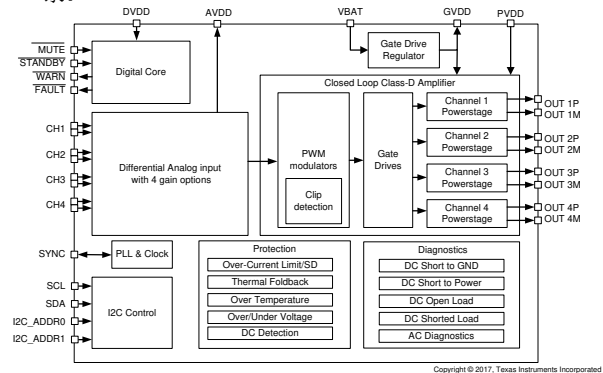 DVDD
AVDD
VBAT
GVDD
PVDD
MUTE
STANDBY
WARN
FAULT
Digital Core
Gate Drive
Regulator
Closed Loop Class-D Amplifier
CH1
CH2
CH3
CH4
Differential Analog input
with 4 gain options
PWM
modulators
Clip
detection
Gate
Drives
Channel 1
Powerstage
Channel 2
Powerstage
Channel 3
Powerstage
Channel 4
Powerstage
OUT 1P
OUT 1M
OUT 2P
OUT 2M
OUT 3P
OUT 3M
OUT 4P
OUT 4M
SYNC
PLL & Clock
SCL
SDA
I2C_ADDR0
I2C_ADDR1
I2C Control
Protection
Over-Current Limit/SD
Thermal Foldback
Over Temperature
Over/Under Voltage
DC Detection
Diagnostics
DC Short to GND
DC Short to Power
DC Open Load
DC Shorted Load
AC Diagnostics
Copyright © 2017, Texas Instruments Incorporated